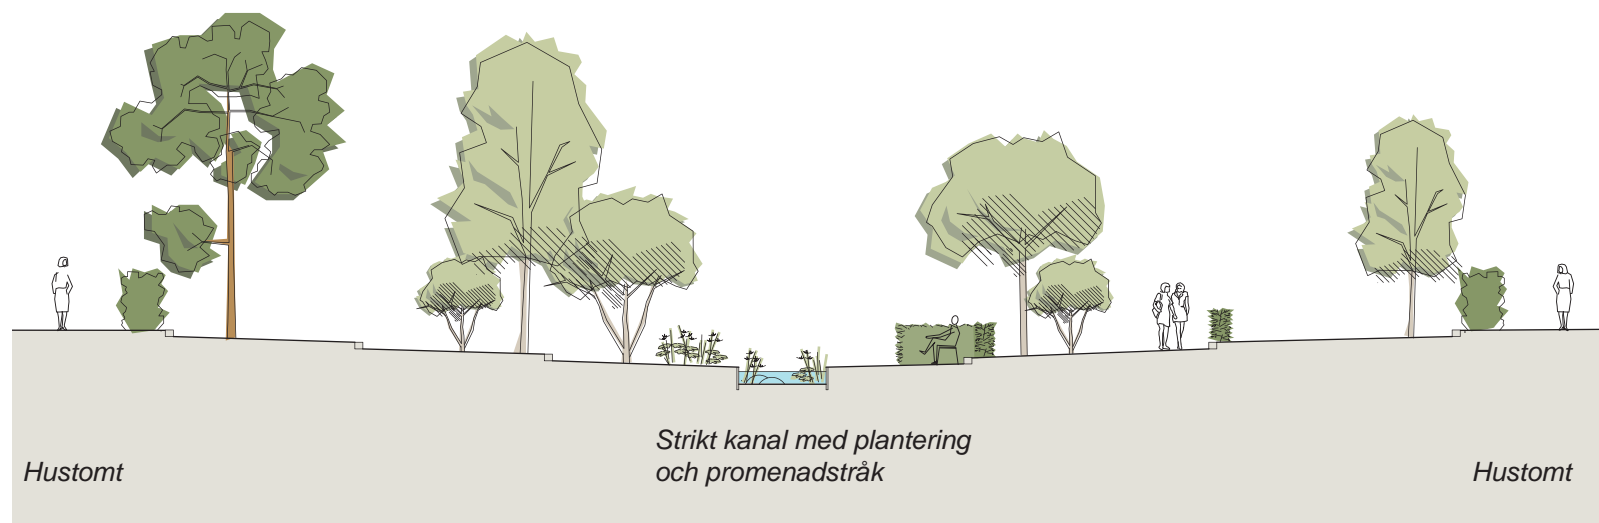 Strikt kanal med plantering
och promenadstråk
Hustomt
Hustomt